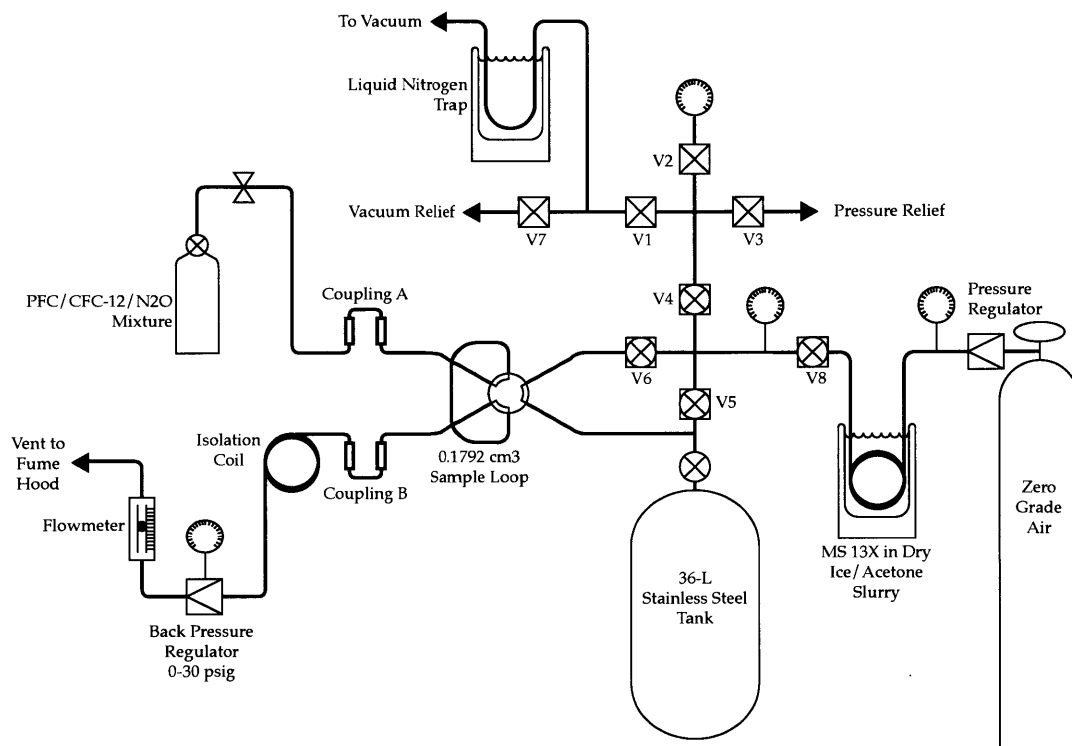 To Vacuum
Liquid Nitrogen
Trap
V2
Vacuum Relief
V7
V1
V3
Pressure Relief
PFC/CFC-12/N2O
Mixture
Coupling A
V4
Pressure
Regulator
V6
V8
V5
Vent to
Fume
Hood
Isolation
Coil
0.1792 cm3
Sample Loop
Coupling B
Flowmeter
Zero
Grade
Air
MS 13X in Dry
Ice/Acetone
Slurry
36-L
Stainless Steel
Tank
Back Pressure
Regulator
0-30 psig